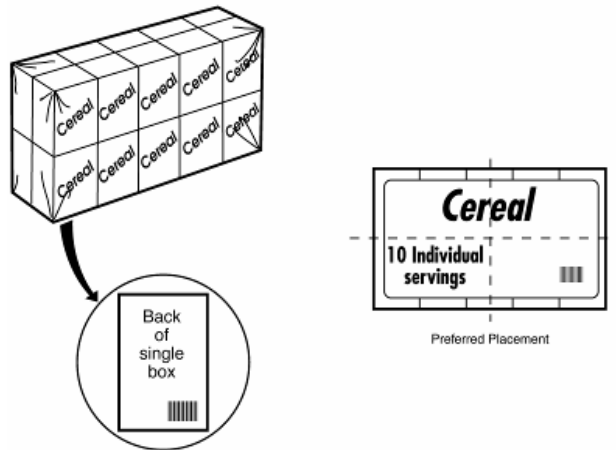 Cereal Cereal Cereal Cereal Cereal
Cereal Cereal Cereal Cereal Cereal
Back
of
single
box
Cereal
10 Individual
servings
Preferred Placement